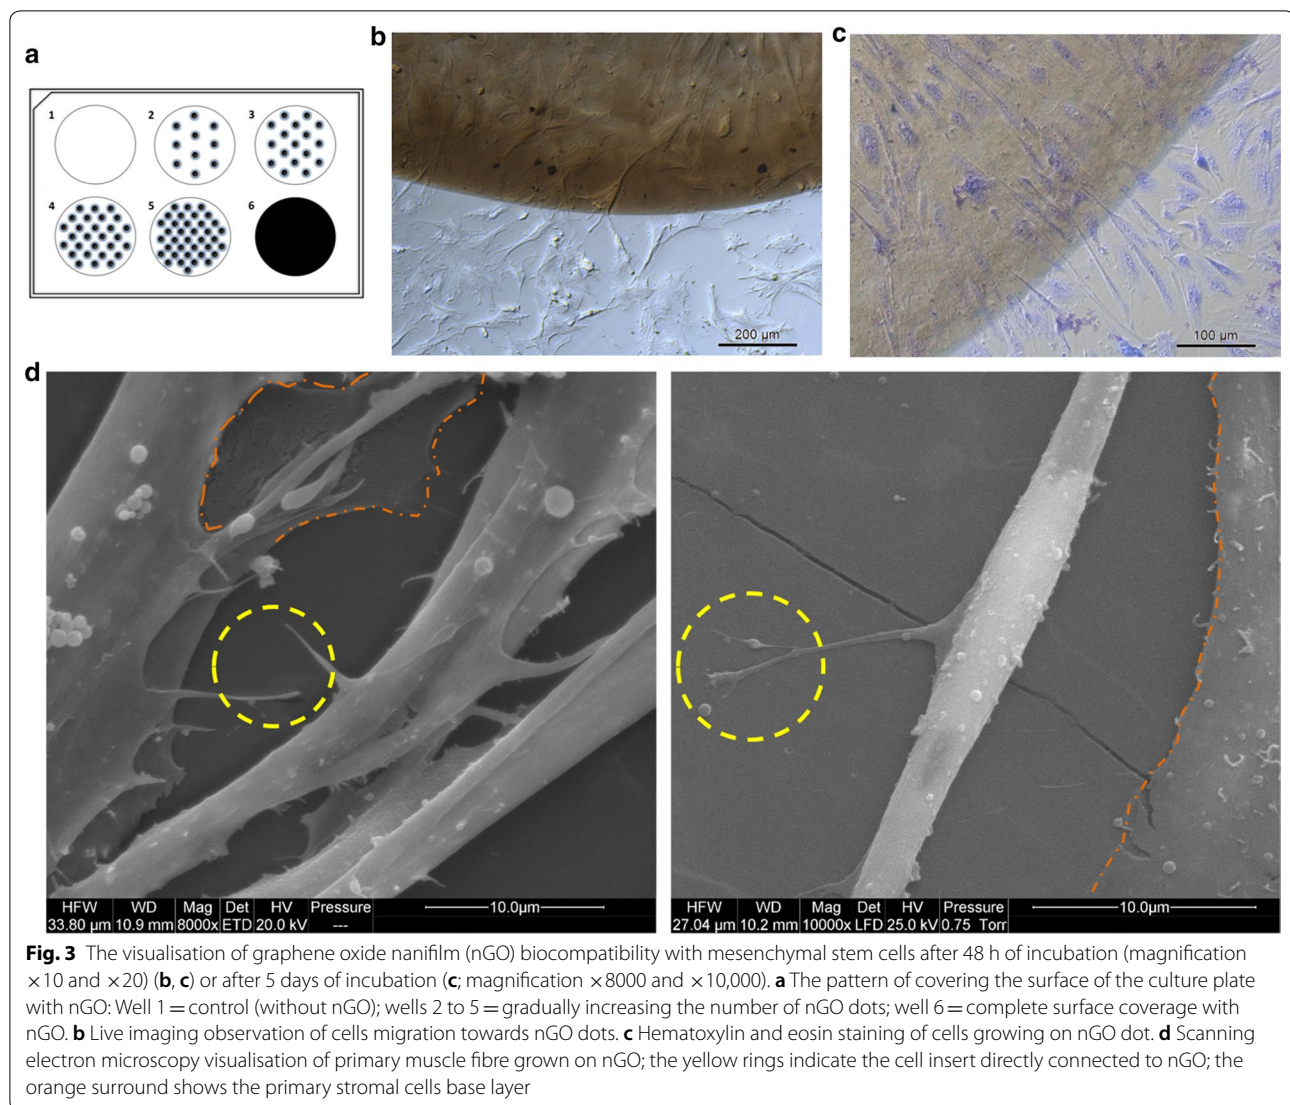 a
b
c
1
2
3
4
5
6
200 µm
100 µm
d
HFW WD Mag Det HV Pressure
33.80 µm 10.9 mm 8000x ETD 20.0 kV ---
10.0µm
HFW WD Mag Det HV Pressure
27.04 µm 10.2 mm 10000x LFD 25.0 kV 0.75 Torr
10.0µm
Fig. 3 The visualisation of graphene oxide nanifilm (nGO) biocompatibility with mesenchymal stem cells after 48 h of incubation (magnification
×10 and ×20) (b, c) or after 5 days of incubation (c; magnification ×8000 and ×10,000). a The pattern of covering the surface of the culture plate
with nGO: Well 1 = control (without nGO); wells 2 to 5 = gradually increasing the number of nGO dots; well 6 = complete surface coverage with
nGO. b Live imaging observation of cells migration towards nGO dots. c Hematoxylin and eosin staining of cells growing on nGO dot. d Scanning
electron microscopy visualisation of primary muscle fibre grown on nGO; the yellow rings indicate the cell insert directly connected to nGO; the
orange surround shows the primary stromal cells base layer